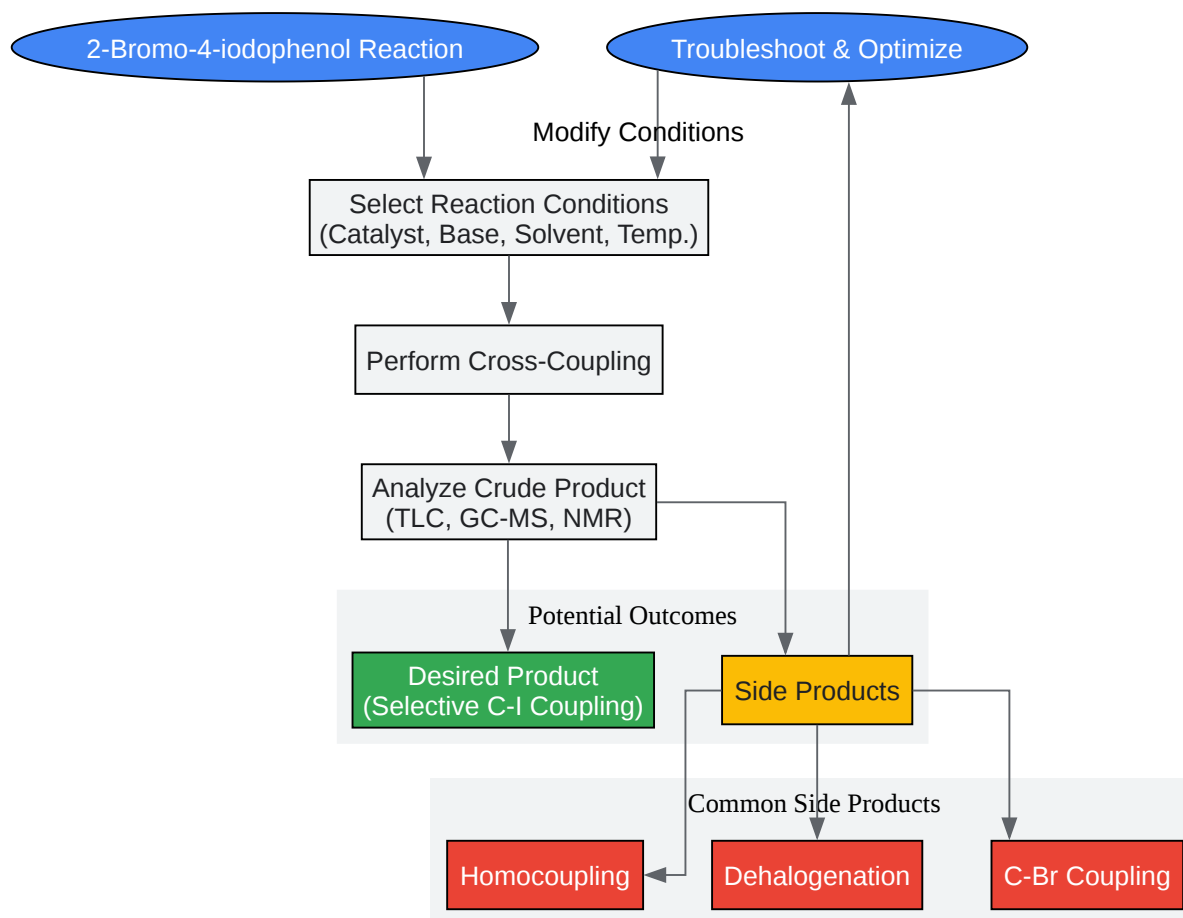 2-Bromo-4-iodophenol Reaction
Troubleshoot & Optimize
Modify Conditions
Select Reaction Conditions
(Catalyst, Base, Solvent, Temp.)
Perform Cross-Coupling
Analyze Crude Product
(TLC, GC-MS, NMR)
Potential Outcomes
Desired Product
(Selective C-I Coupling)
Side Products
Common Side Products
Homocoupling
Dehalogenation
C-Br Coupling